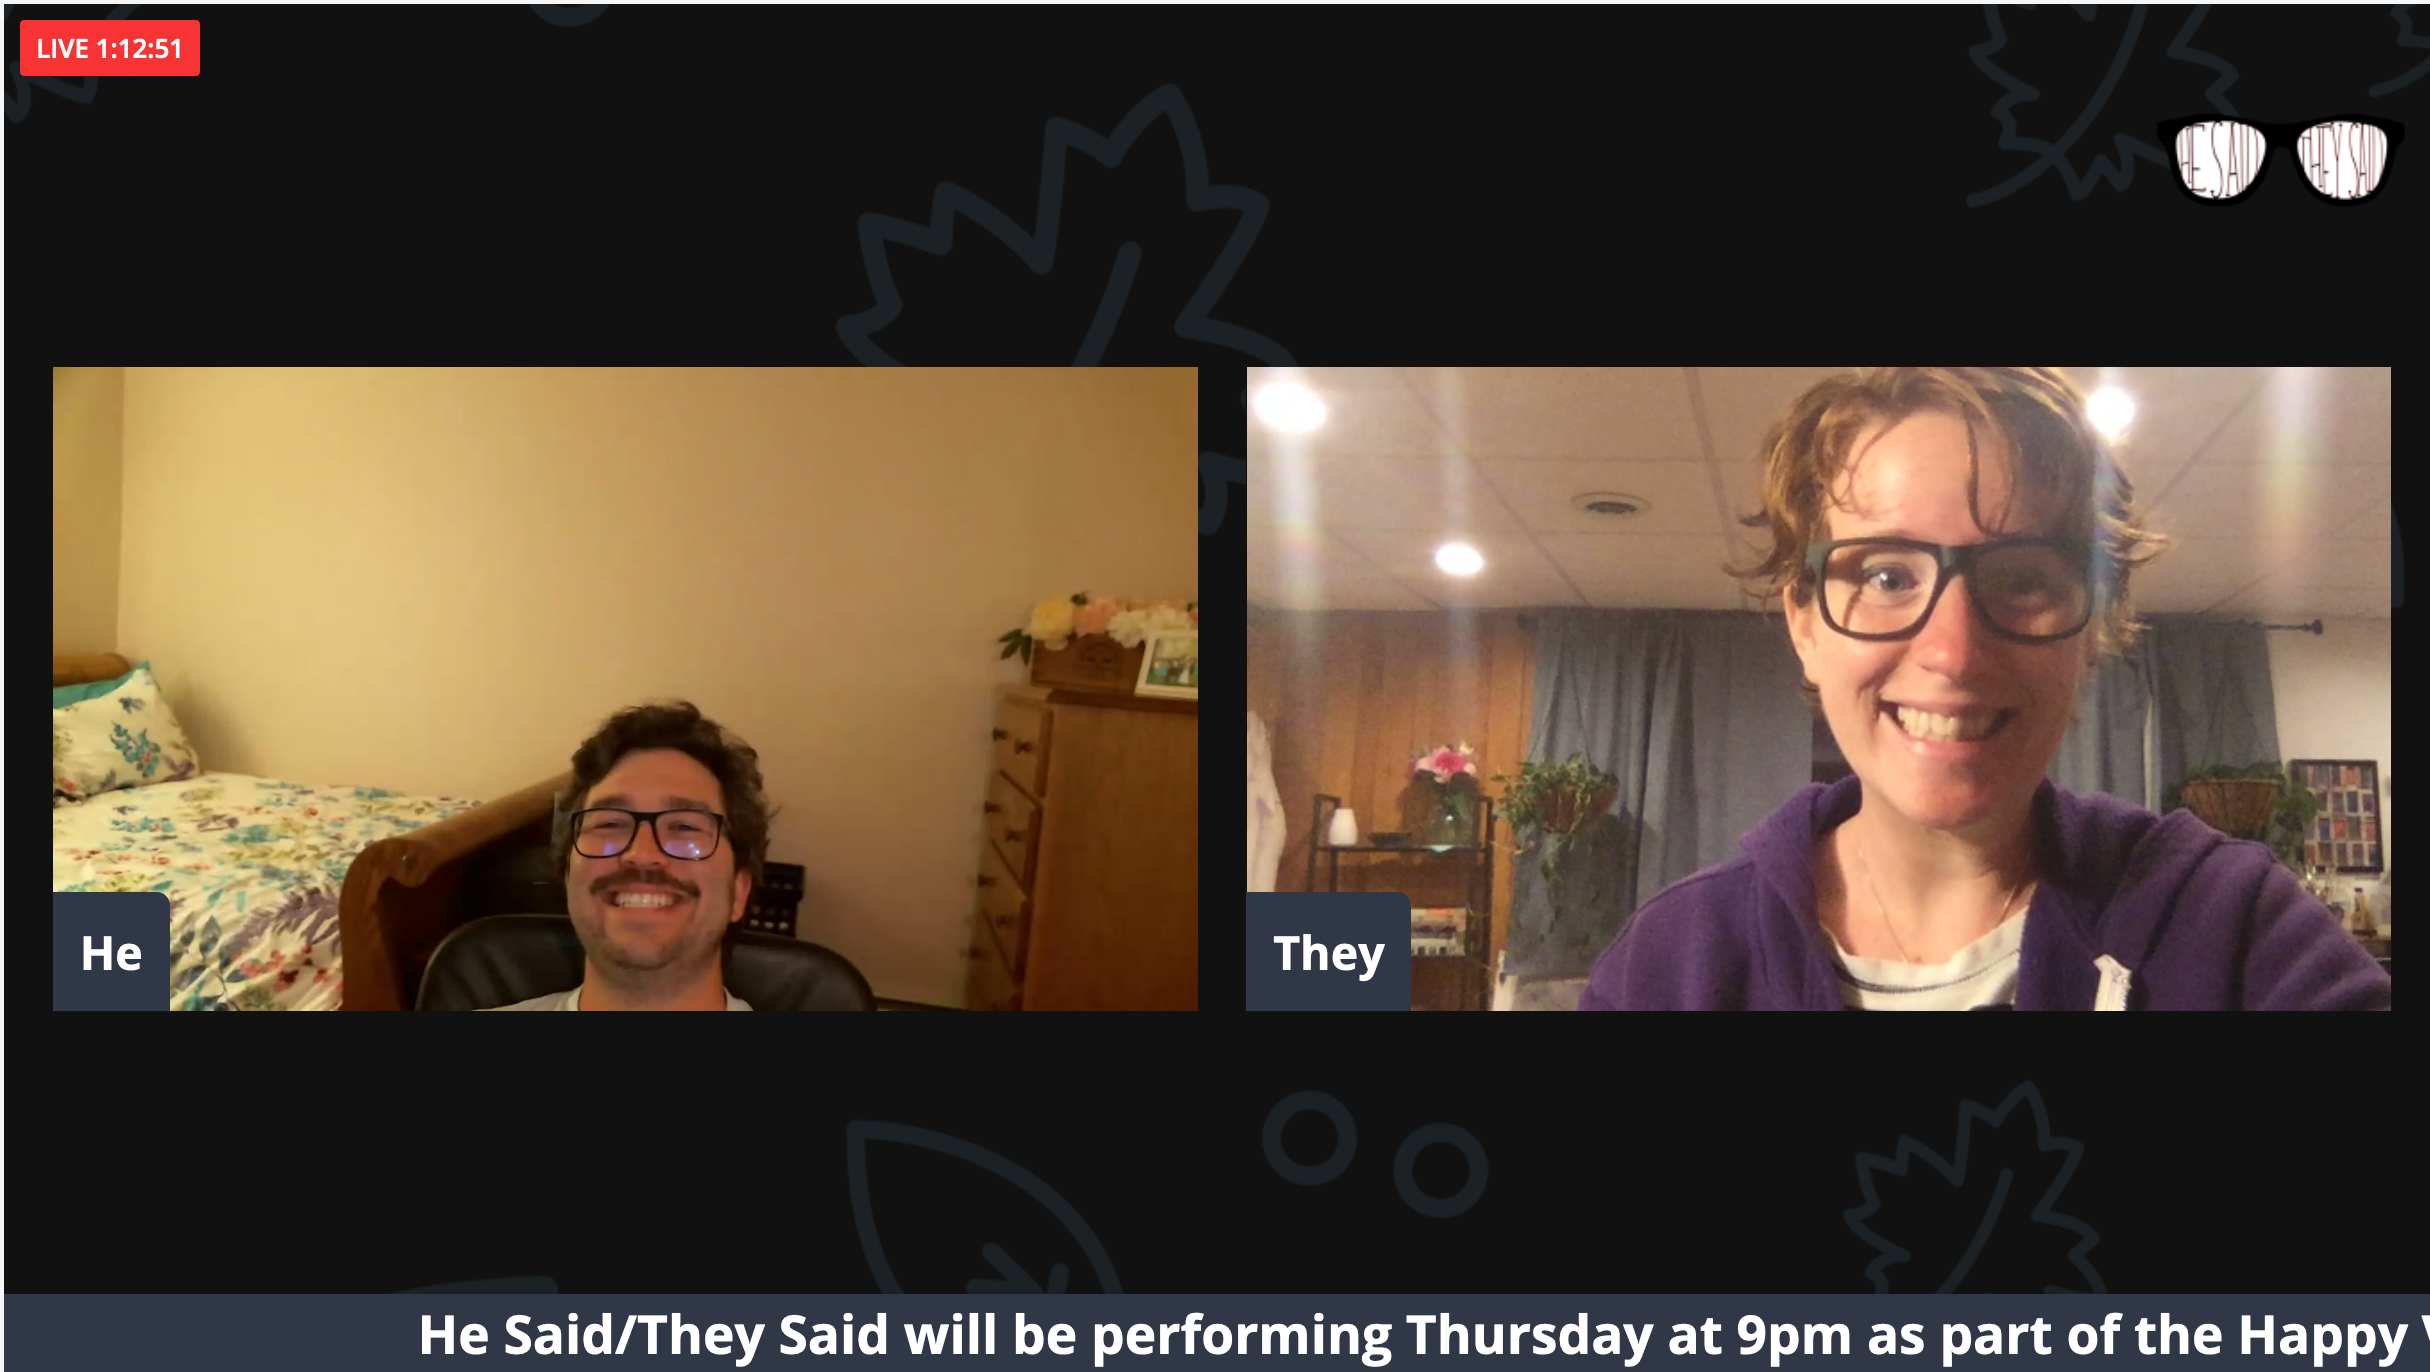 LIVE 1:12:51
HE SAID THEY SAID
He
They
He Said/They Said will be performing Thursday at 9pm as part of the Happy